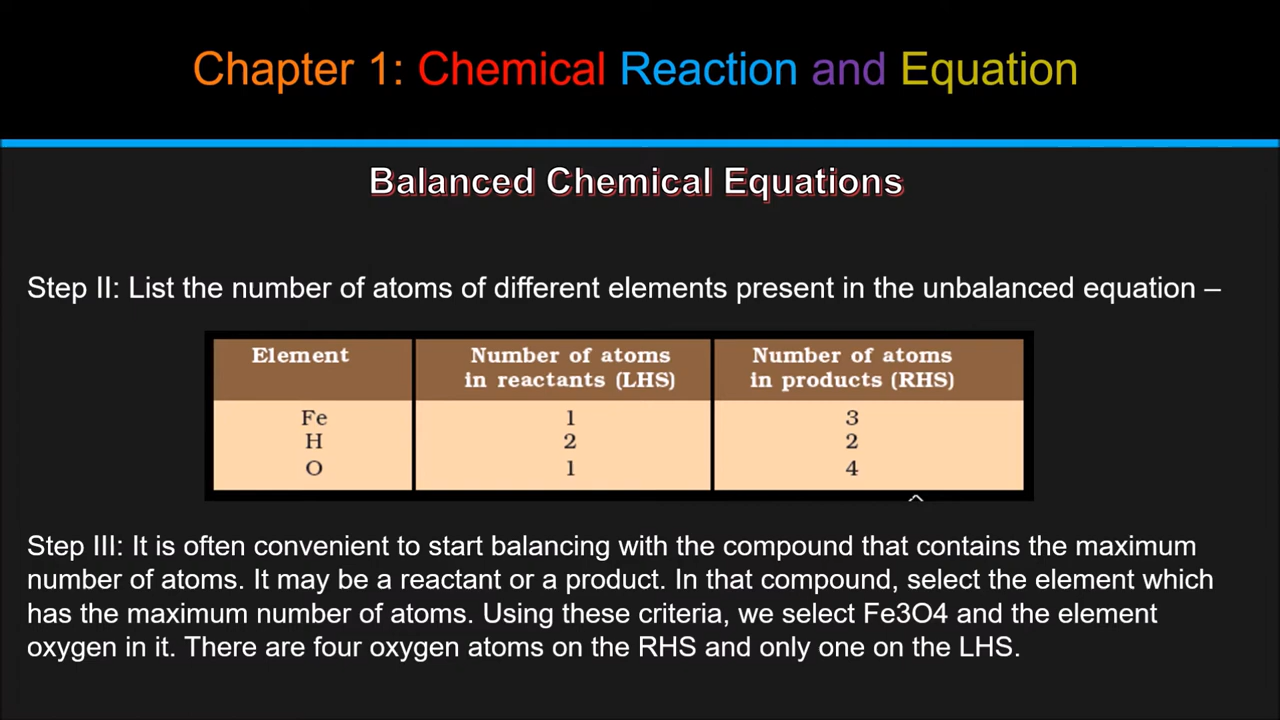 Chapter 1: Chemical Reaction and Equation
Balanced Chemical Equations
Step II: List the number of atoms of different elements present in the unbalanced equation –
Element Number of atoms in reactants (LHS) Number of atoms in products (RHS)
Fe 1 3
H 2 2
O 1 4
Step III: It is often convenient to start balancing with the compound that contains the maximum
number of atoms. It may be a reactant or a product. In that compound, select the element which
has the maximum number of atoms. Using these criteria, we select Fe3O4 and the element
oxygen in it. There are four oxygen atoms on the RHS and only one on the LHS.